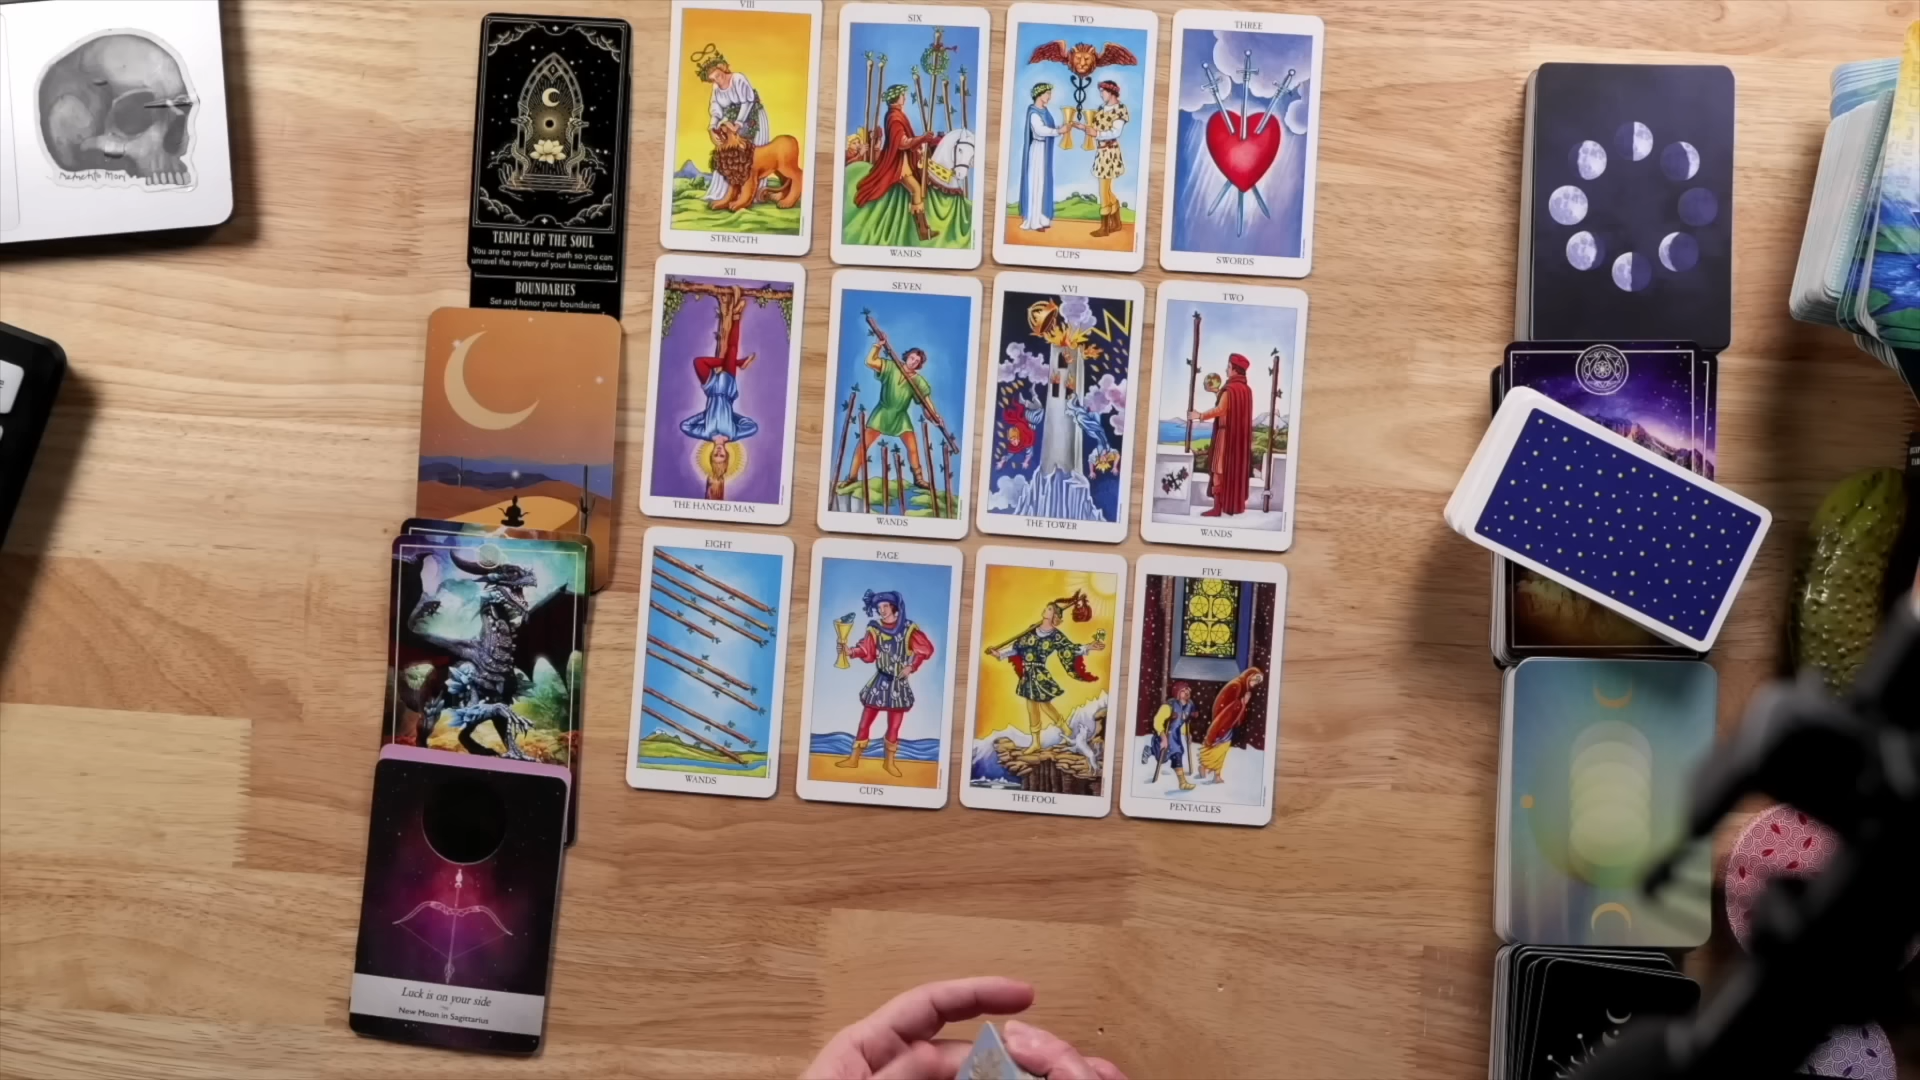 Memento Mori
TEMPLE OF THE SOUL
You are on your karmic path so you can
unravel the mystery of your karmic debts
BOUNDARIES
Set and honor your boundaries
VIII
STRENGTH
SIX
WANDS
TWO
CUPS
THREE
SWORDS
XII
THE HANGED MAN
SEVEN
WANDS
XVI
THE TOWER
TWO
WANDS
EIGHT
WANDS
PAGE
CUPS
0
THE FOOL
FIVE
PENTACLES
Luck is on your side
New Moon in Sagittarius